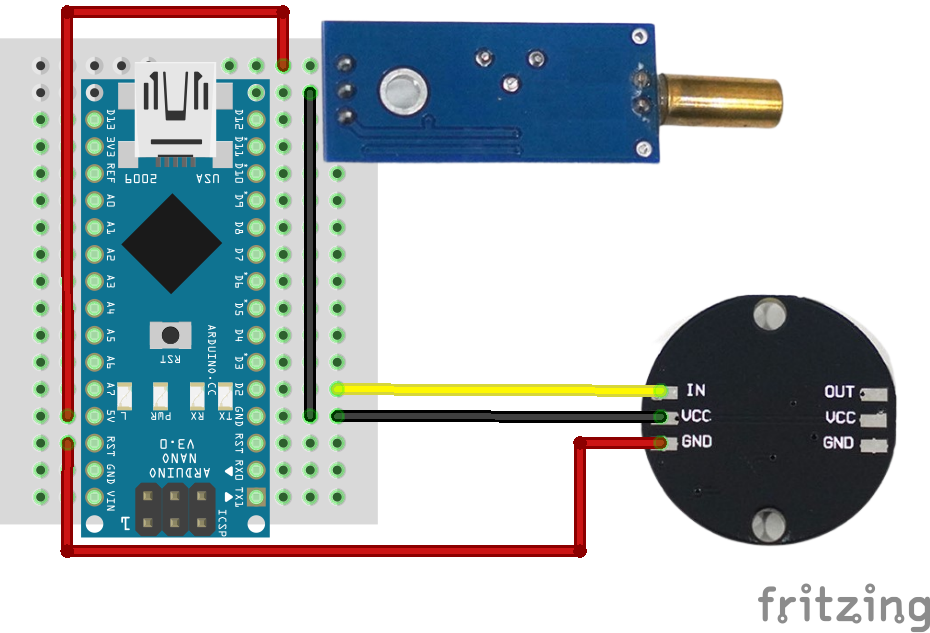 D13
3V3
REF
A0
A1
A2
A3
A4
A5
A6
A7
5V
RST
GND
VIN
D12
D11
D10
D9
D8
D7
D6
D5
D4
D3
D2
GND
RST
RX0
TX1
2009
USA
RST
ARDUINO.CC
L
PWR
RX
TX
ARDUINO
NANO
V3.0
1
ICSP
IN
VCC
GND
OUT
VCC
GND
fritzing